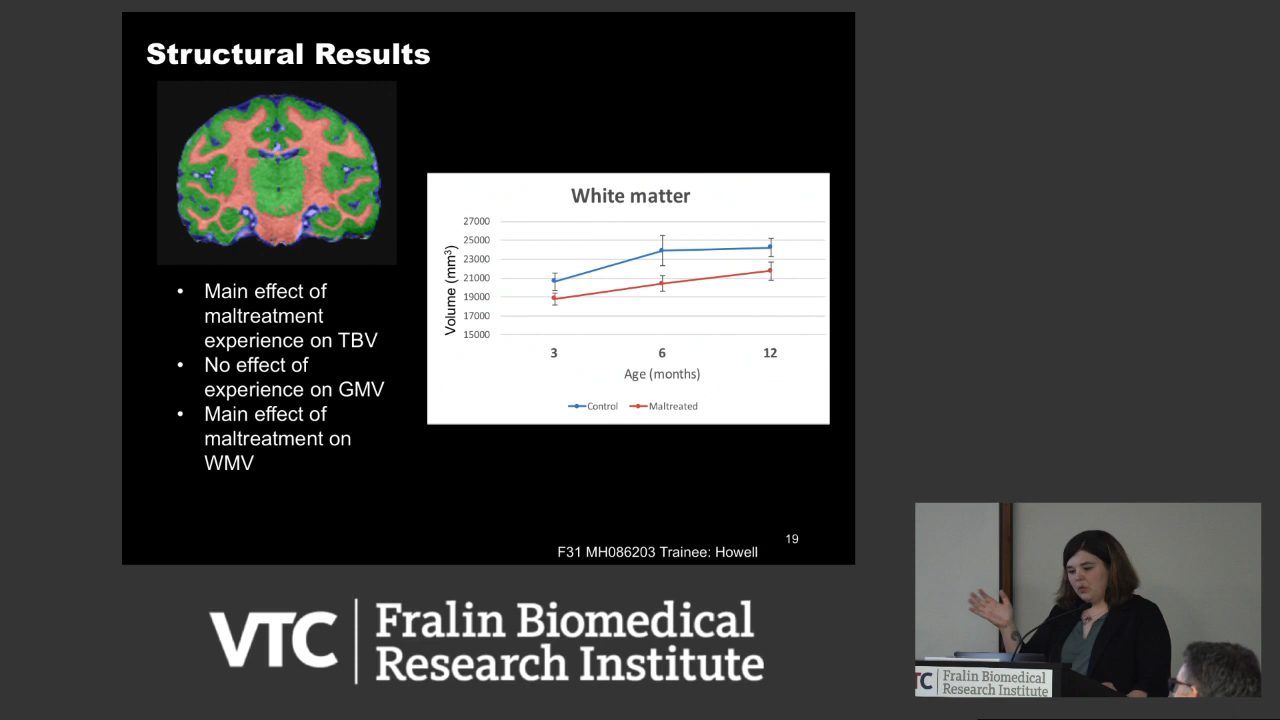 Structural Results
White matter
27000
25000
23000
21000
19000
17000
15000
Volume (mm³)
3 6 12
Age (months)
Control Maltreated
• Main effect of
maltreatment
experience on TBV
• No effect of
experience on GMV
• Main effect of
maltreatment on
WMV
19
F31 MH086203 Trainee: Howell
VTC Fralin Biomedical
Research Institute
TC Fralin Biomedical
Research Institute